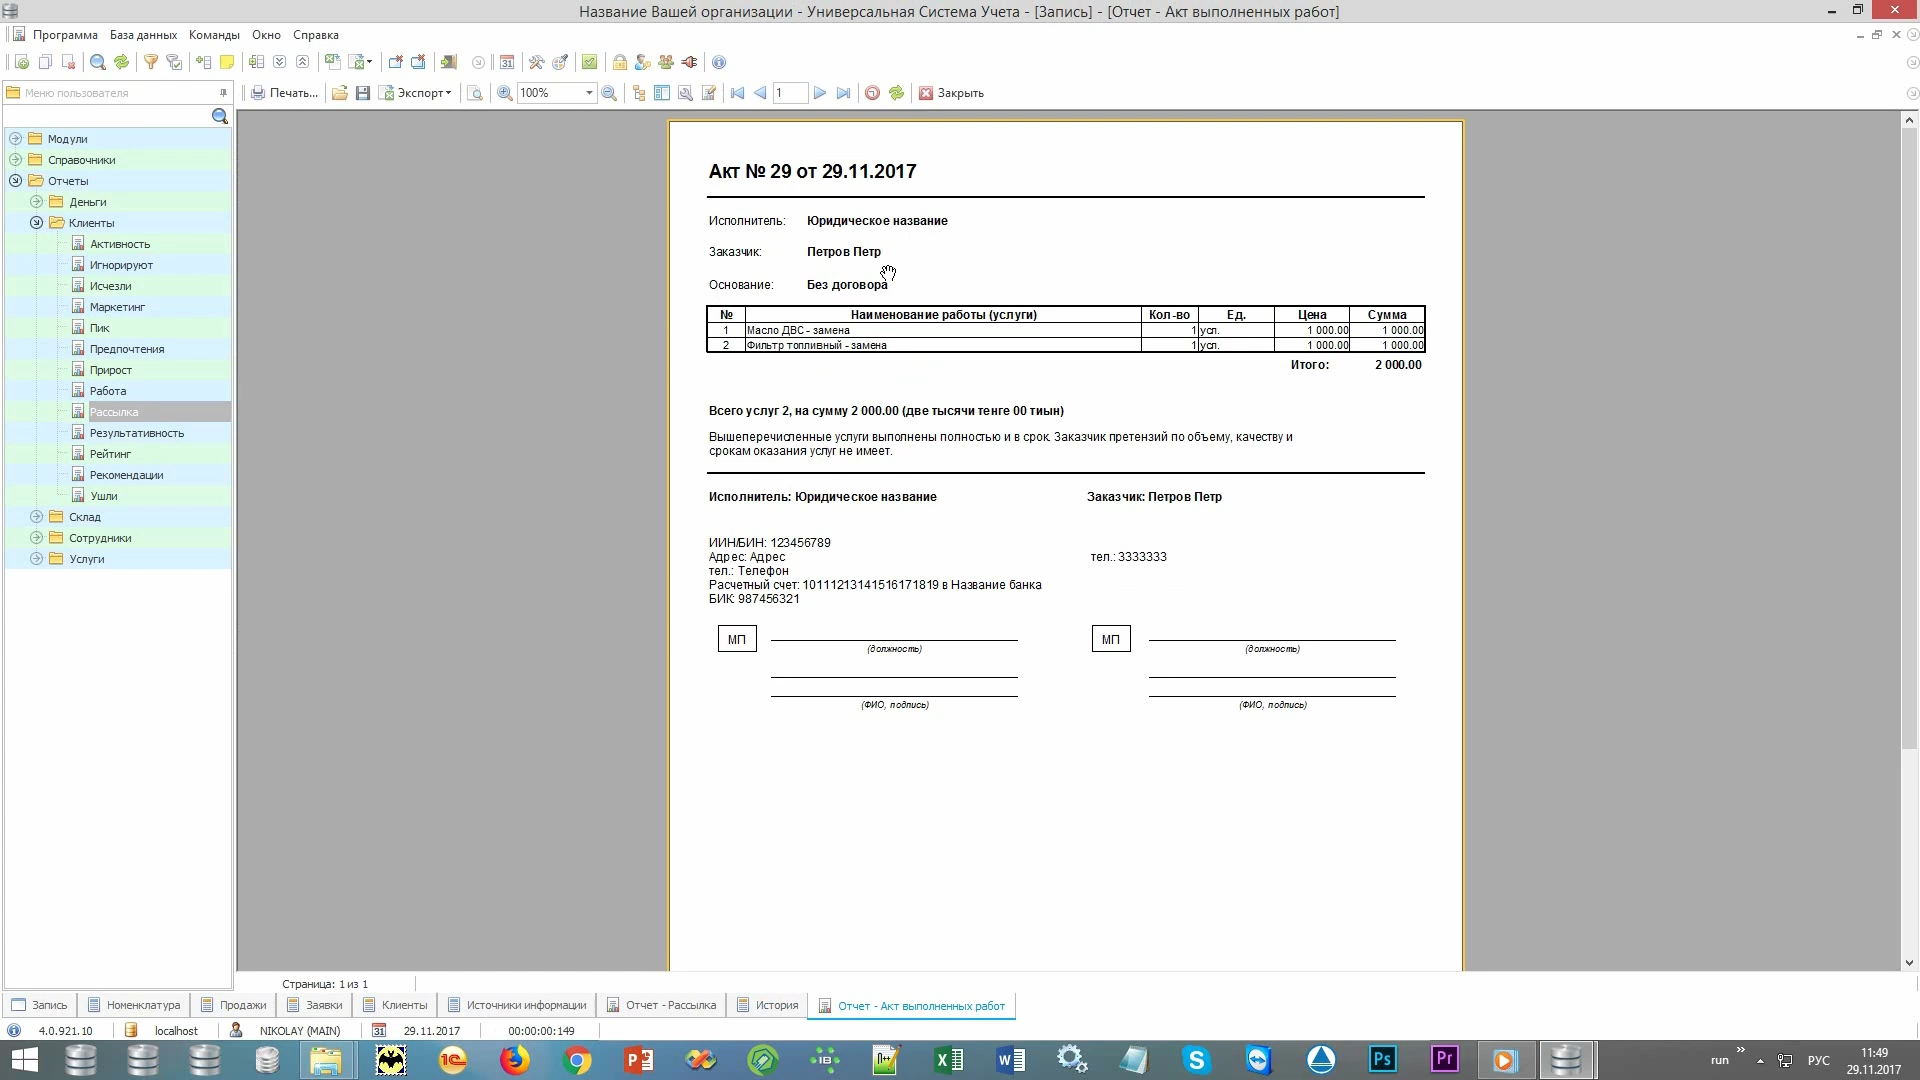 Название Вашей организации - Универсальная Система Учета - [Запись] - [Отчет - Акт выполненных работ]
Программа База данных Команды Окно Справка
Меню пользователя
Печать... Экспорт 100% 1 Закрыть
Модули
Справочники
Отчеты
Деньги
Клиенты
Активность
Игнорируют
Исчезли
Маркетинг
Пик
Предпочтения
Прирост
Работа
Рассылка
Результативность
Рейтинг
Рекомендации
Ушли
Склад
Сотрудники
Услуги
Акт № 29 от 29.11.2017
Исполнитель: Юридическое название
Заказчик: Петров Петр
Основание: Без договора
№ Наименование работы (услуги) Кол-во Ед. Цена Сумма
1 Масло ДВС - замена 1 усл. 1 000.00 1 000.00
2 Фильтр топливный - замена 1 усл. 1 000.00 1 000.00
Итого: 2 000.00
Всего услуг 2, на сумму 2 000.00 (две тысячи тенге 00 тиын)
Вышеперечисленные услуги выполнены полностью и в срок. Заказчик претензий по объему, качеству и
срокам оказания услуг не имеет.
Исполнитель: Юридическое название Заказчик: Петров Петр
ИИН/БИН: 123456789
Адрес: Адрес тел.: 3333333
тел.: Телефон
Расчетный счет: 10111213141516171819 в Название банка
БИК: 987456321
МП МП
(должность) (должность)
(ФИО, подпись) (ФИО, подпись)
Страница: 1 из 1
Запись Номенклатура Продажи Заявки Клиенты Источники информации Отчет - Рассылка История Отчет - Акт выполненных работ
4.0.921.10 localhost NIKOLAY (MAIN) 31 29.11.2017 00:00:00:149
run » РУС 11:49
29.11.2017